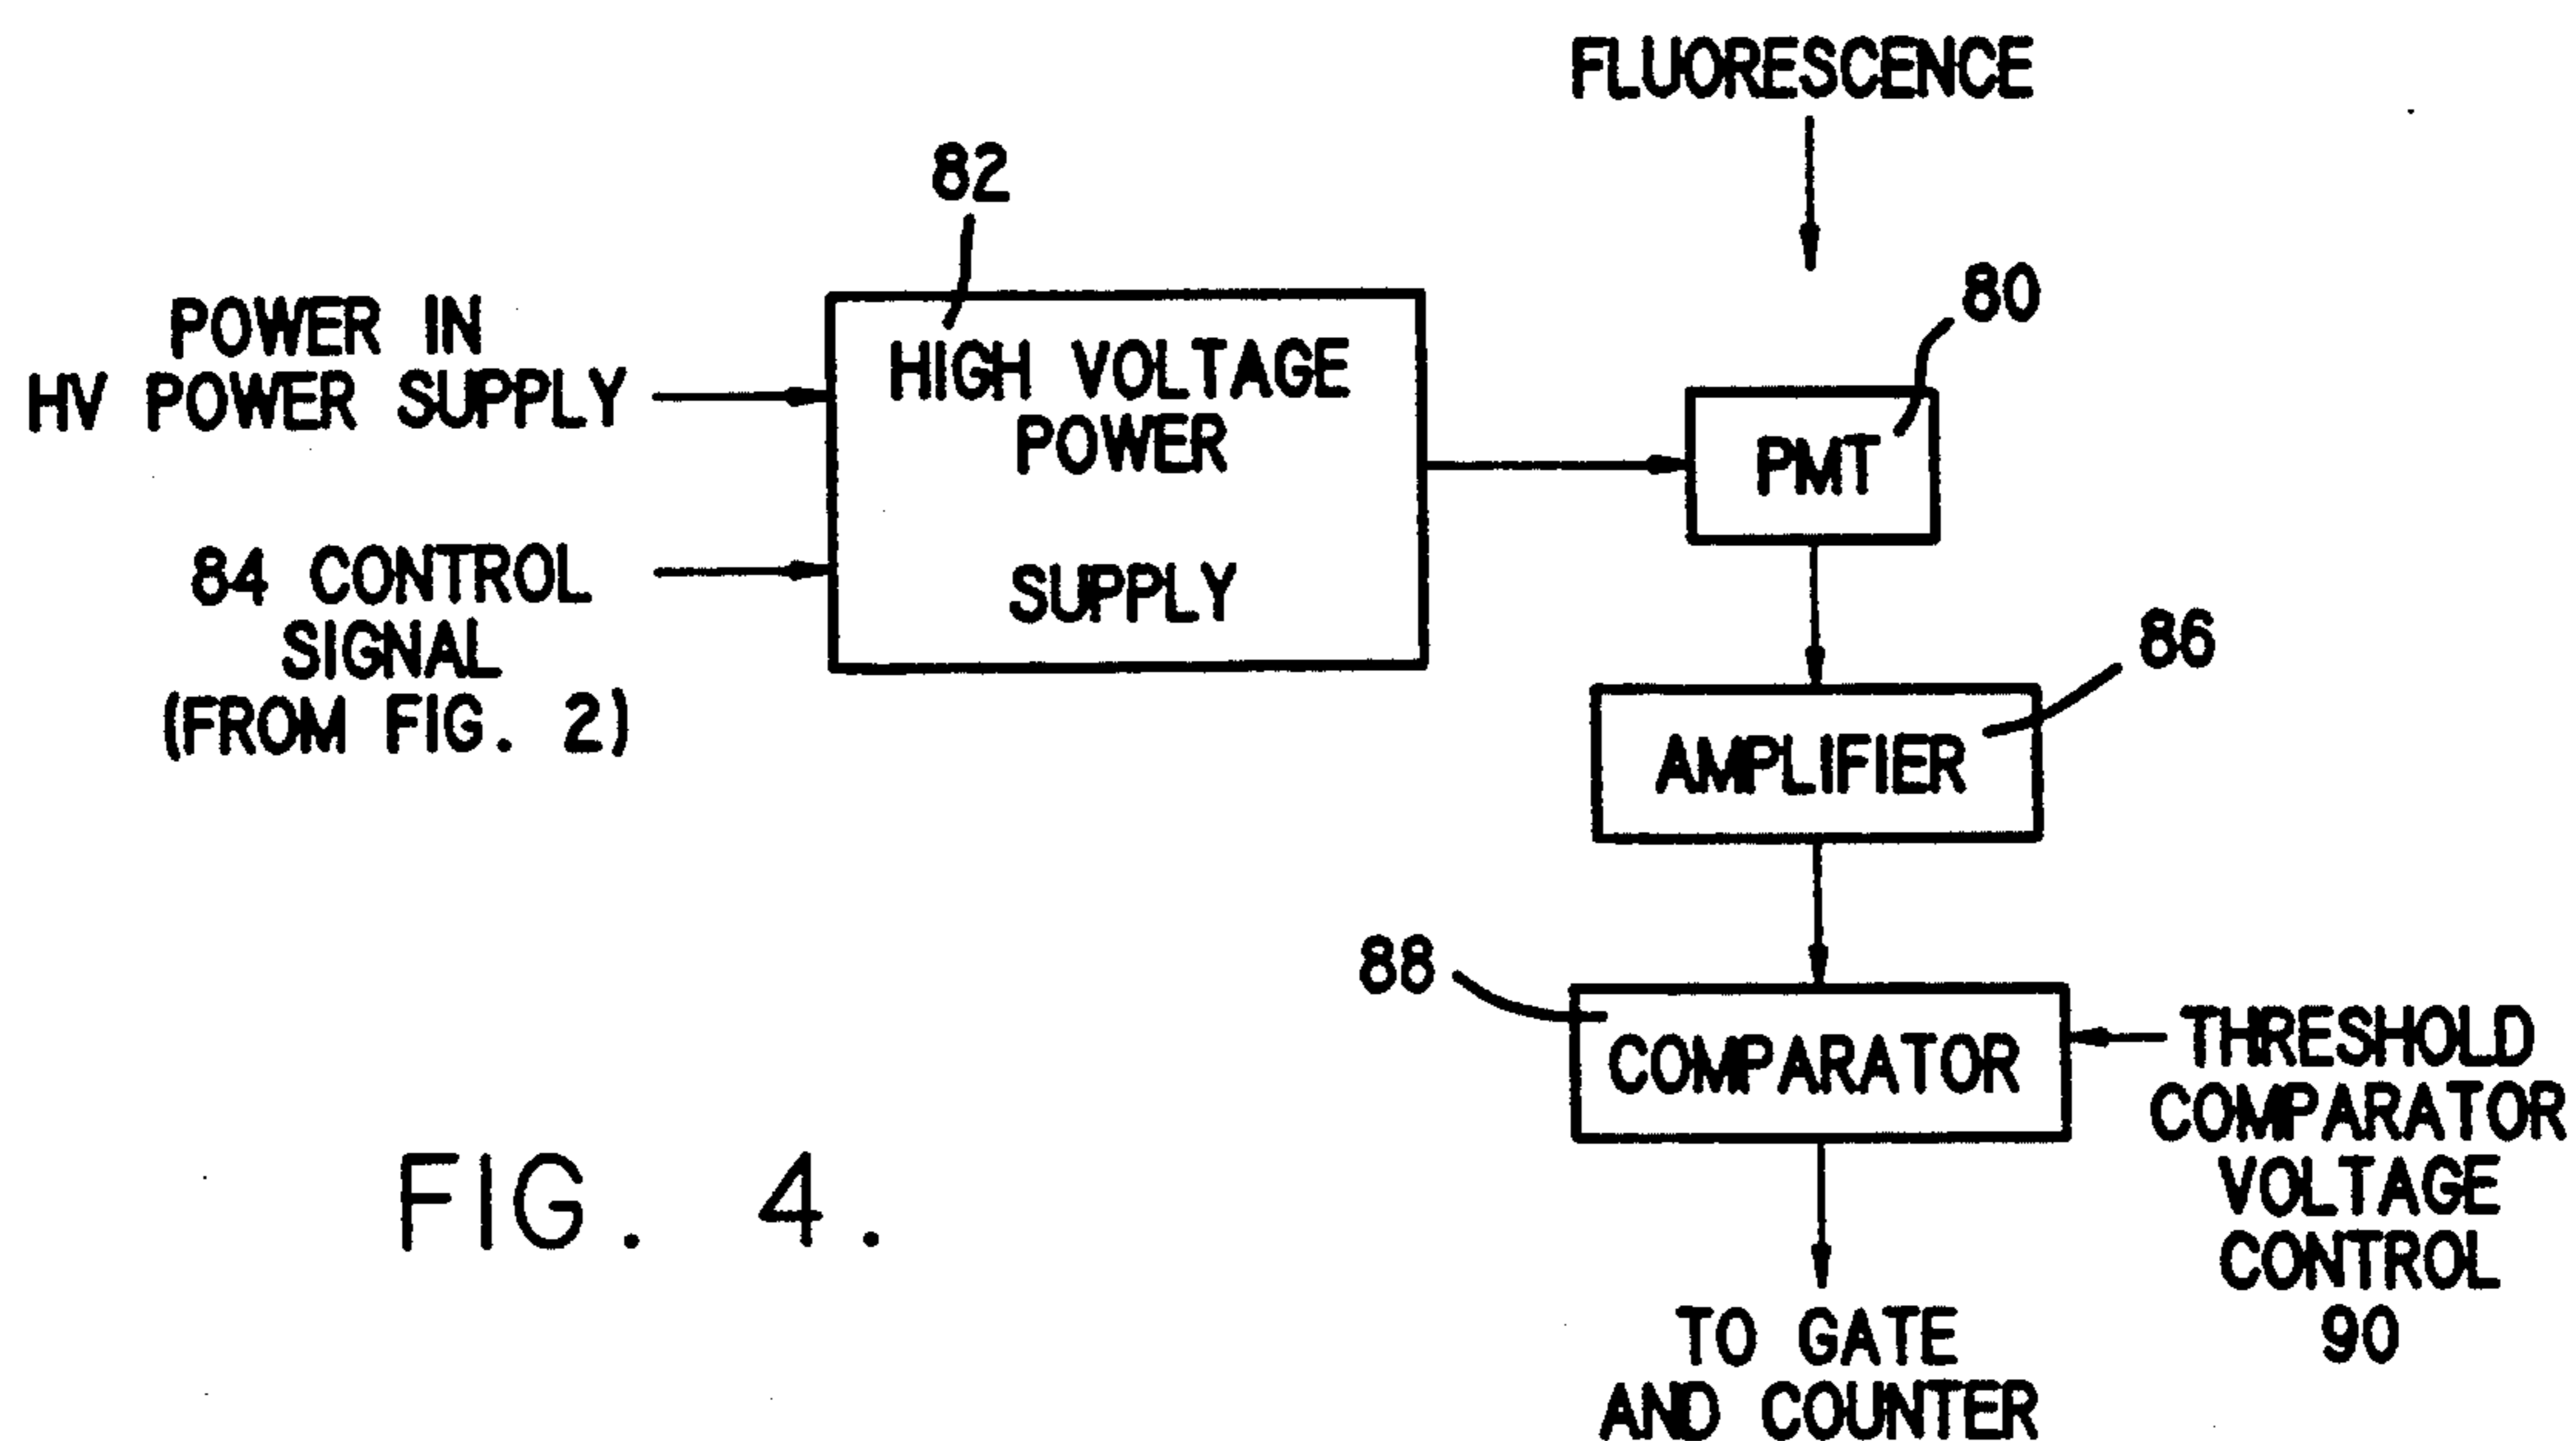 FLUORESCENCE
82
80
POWER IN
HV POWER SUPPLY
HIGH VOLTAGE
POWER
SUPPLY
PMT
84 CONTROL
SIGNAL
(FROM FIG. 2)
86
AMPLIFIER
88
COMPARATOR
THRESHOLD
COMPARATOR
VOLTAGE
CONTROL
90
TO GATE
AND COUNTER
FIG. 4.